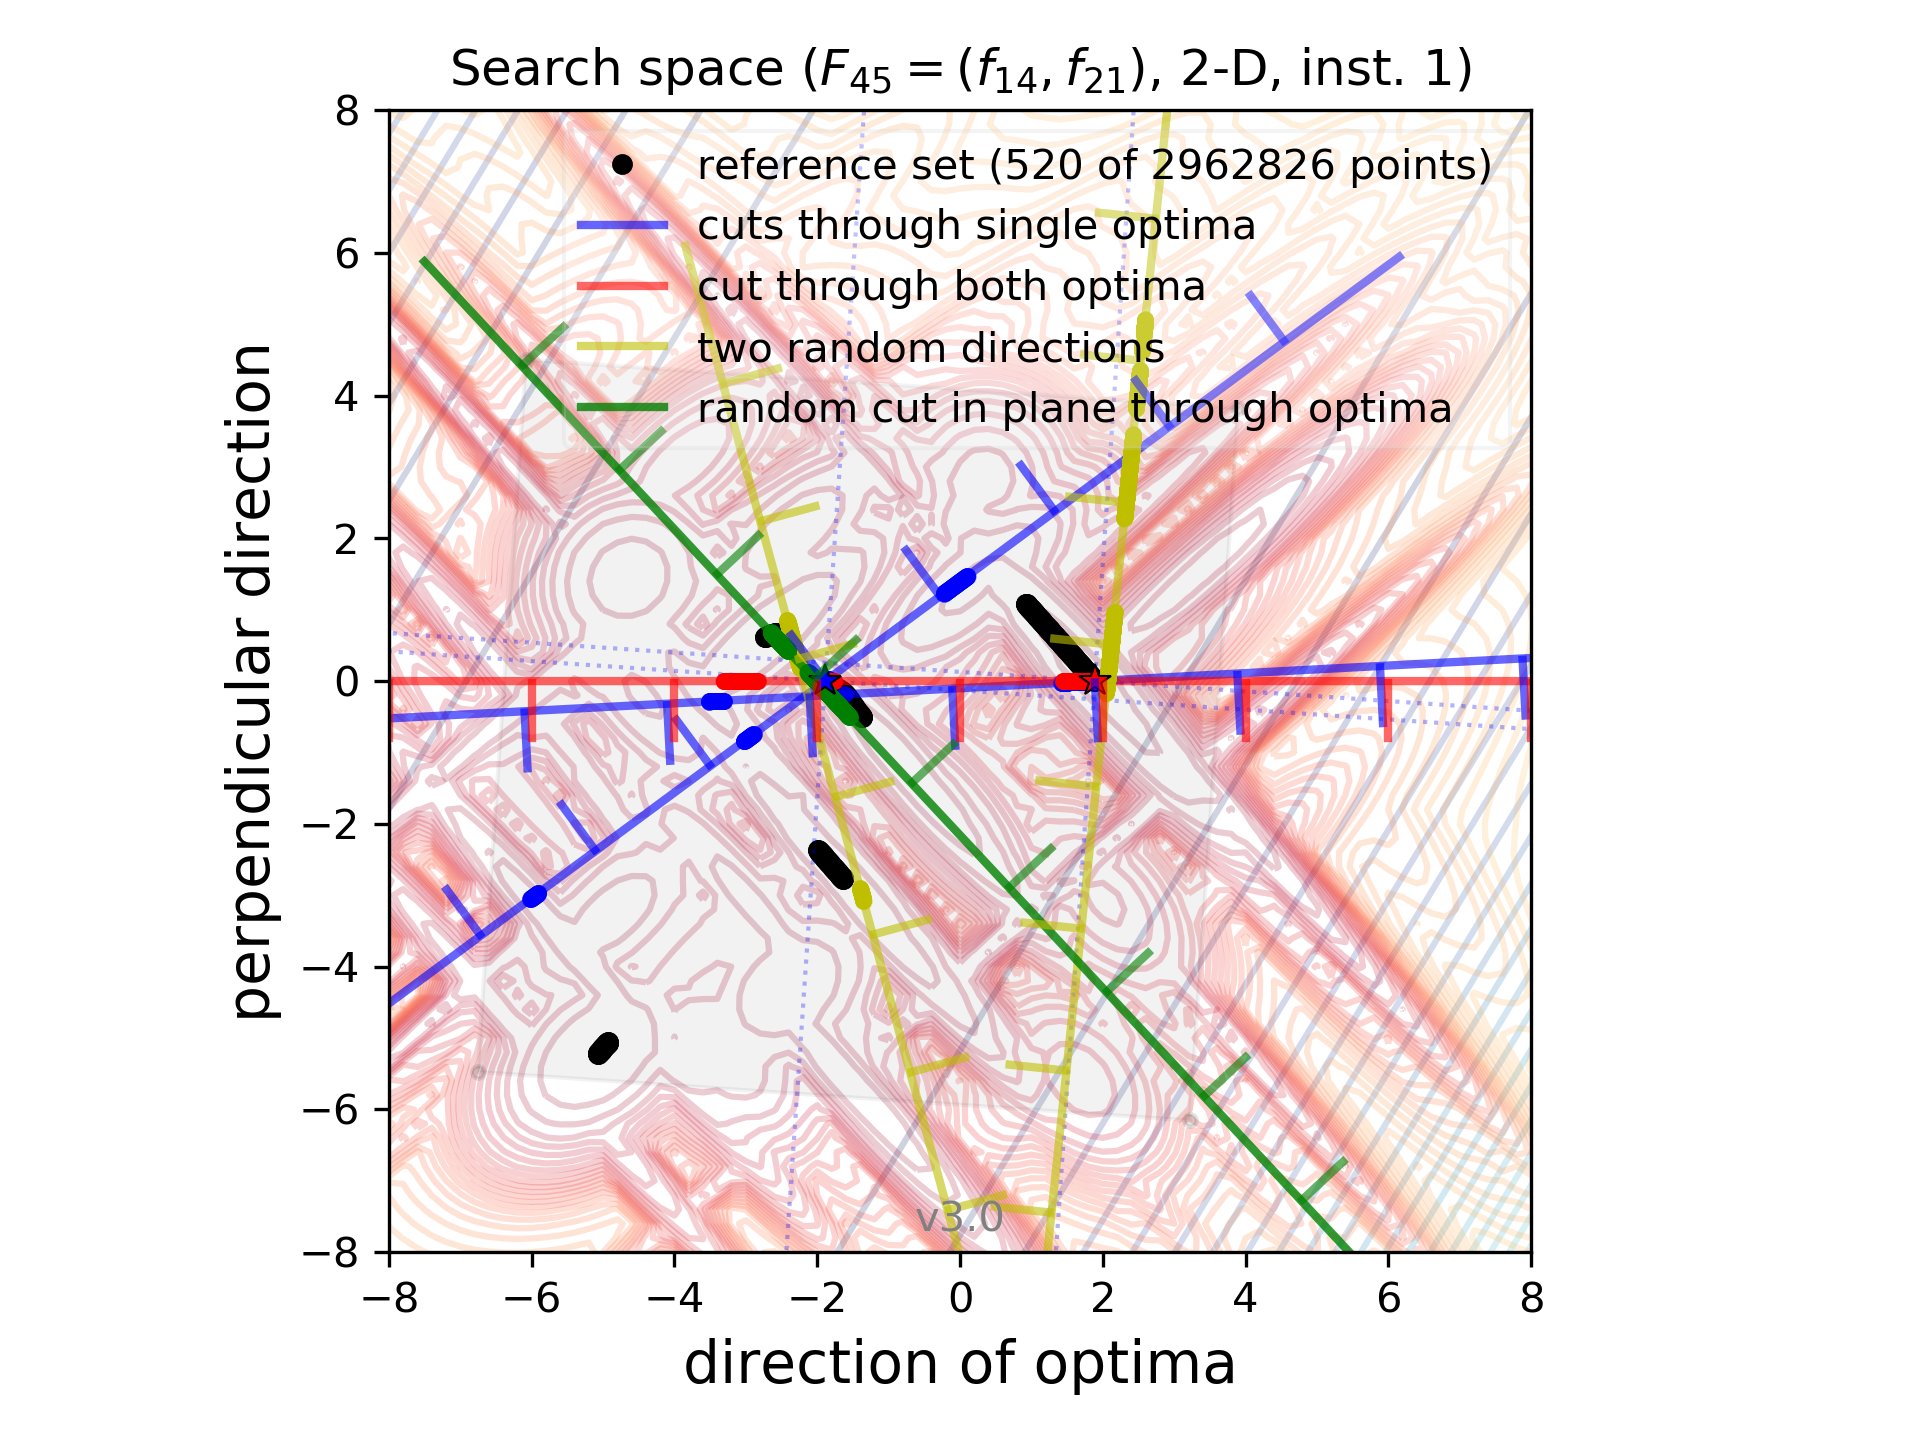 Search space (F45 = (f14, f21), 2-D, inst. 1)
reference set (520 of 2962826 points)
cuts through single optima
cut through both optima
two random directions
random cut in plane through optima
8
6
4
2
0
−2
−4
−6
−8
perpendicular direction
v3.0
−8 −6 −4 −2 0 2 4 6 8
direction of optima